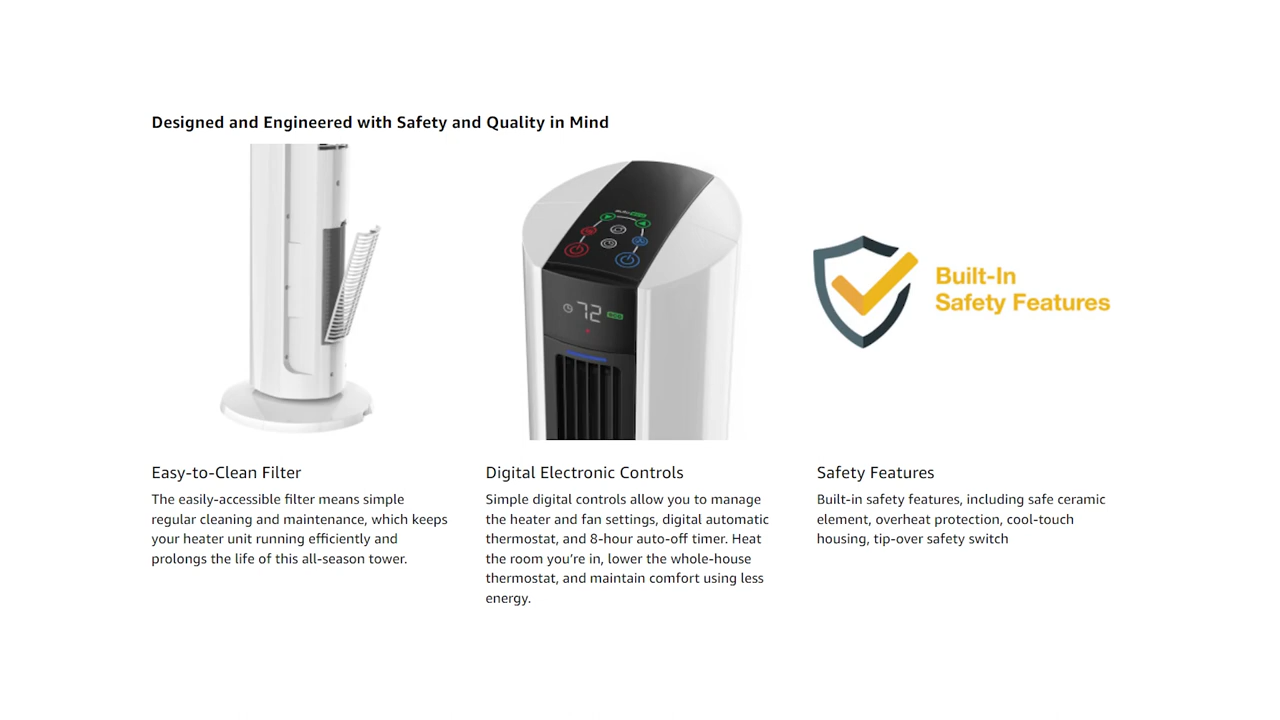 Designed and Engineered with Safety and Quality in Mind
72
Built-In
Safety Features
Easy-to-Clean Filter
The easily-accessible filter means simple
regular cleaning and maintenance, which keeps
your heater unit running efficiently and
prolongs the life of this all-season tower.
Digital Electronic Controls
Simple digital controls allow you to manage
the heater and fan settings, digital automatic
thermostat, and 8-hour auto-off timer. Heat
the room you’re in, lower the whole-house
thermostat, and maintain comfort using less
energy.
Safety Features
Built-in safety features, including safe ceramic
element, overheat protection, cool-touch
housing, tip-over safety switch